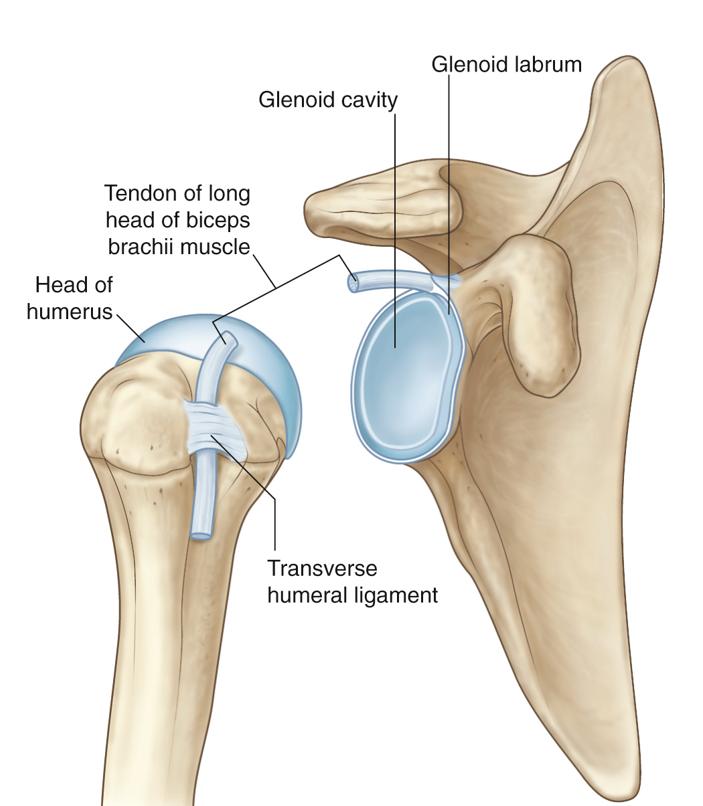 Glenoid labrum
Glenoid cavity
Tendon of long
head of biceps
brachii muscle
Head of
humerus
Transverse
humeral ligament